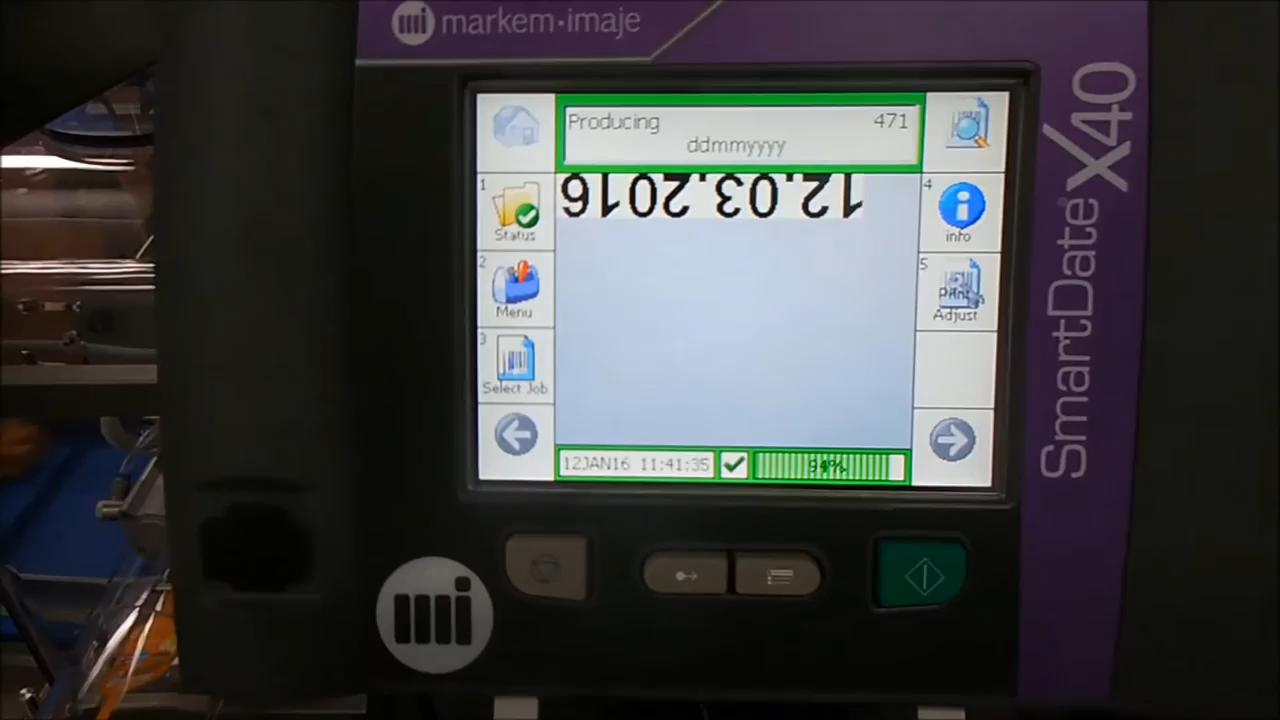 markem·imaje
Producing 471
ddmmyyyy
12.03.2016
1
Status
2
Menu
3
Select Job
4
info
5
Print
Adjust
12JAN16 11:41:35
94%
SmartDate X40